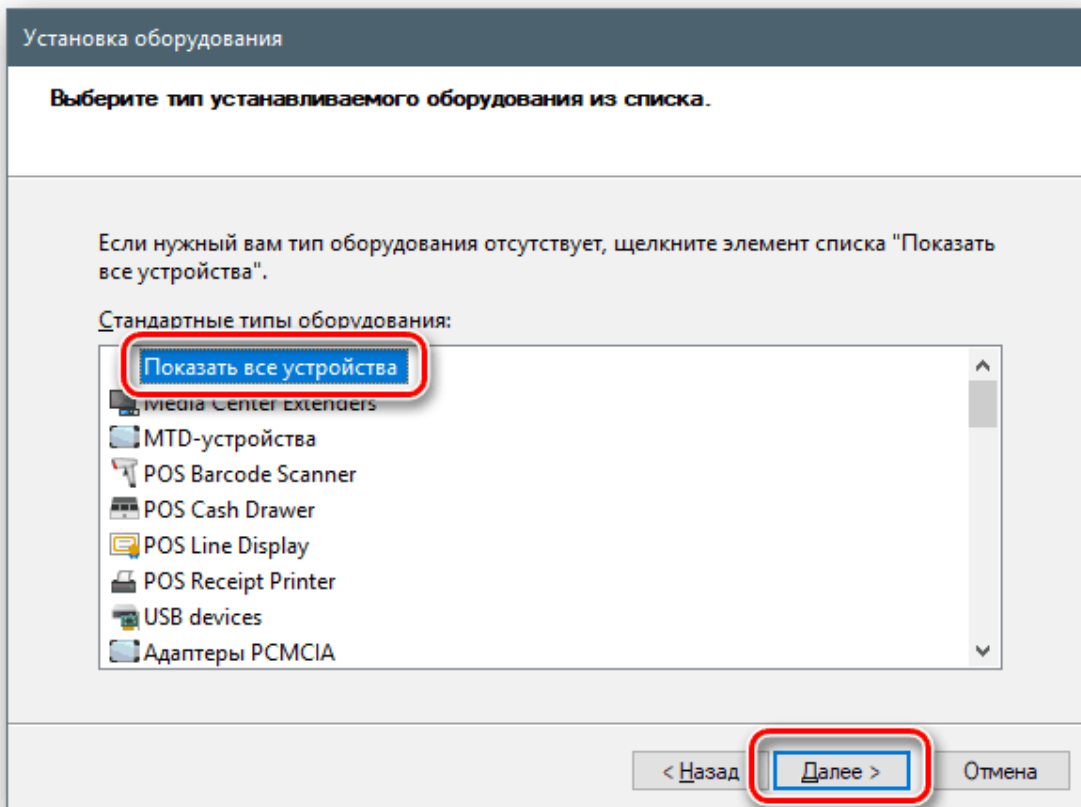 Установка оборудования
Выберите тип устанавливаемого оборудования из списка.
Если нужный вам тип оборудования отсутствует, щелкните элемент списка "Показать
все устройства".
Стандартные типы оборудования:
Показать все устройства
Media Center Extenders
MTD-устройства
POS Barcode Scanner
POS Cash Drawer
POS Line Display
POS Receipt Printer
USB devices
Адаптеры PCMCIA
< Назад Далее > Отмена